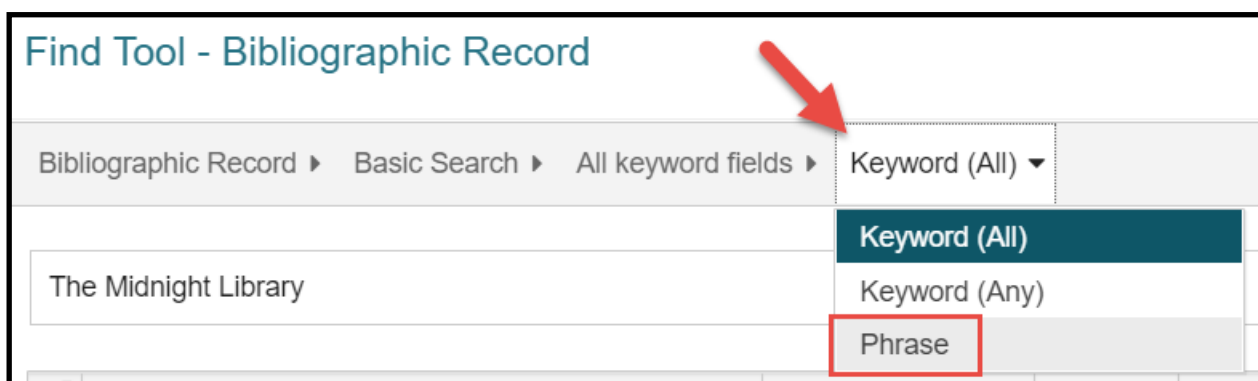 Find Tool - Bibliographic Record
Bibliographic Record Basic Search All keyword fields Keyword (All)
Keyword (All)
The Midnight Library
Keyword (Any)
Phrase